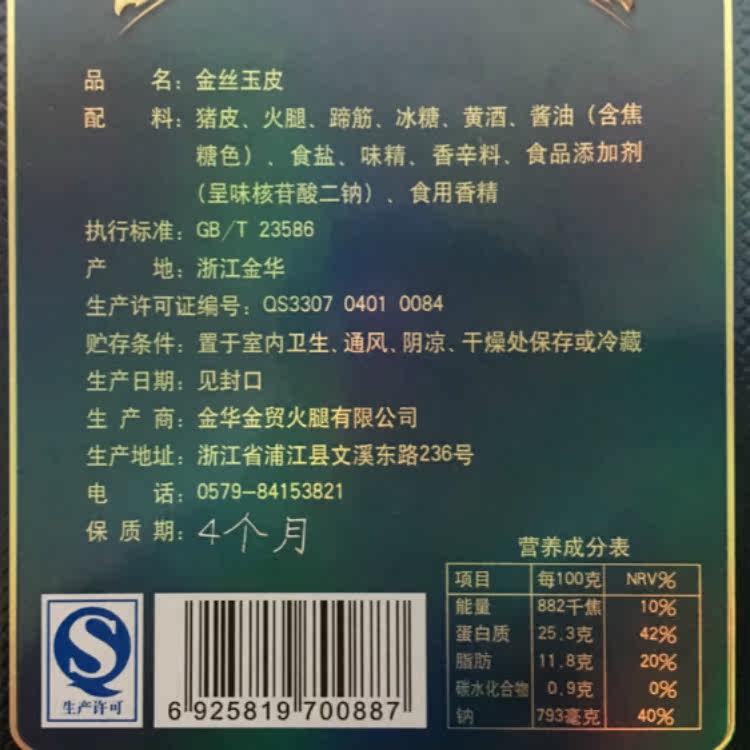 品 名：金丝玉皮
配 料：猪皮、火腿、蹄筋、冰糖、黄酒、酱油（含焦
糖色）、食盐、味精、香辛料、食品添加剂
（呈味核苷酸二钠）、食用香精
执行标准：GB/T 23586
产 地：浙江金华
生产许可证编号：QS3307 0401 0084
贮存条件：置于室内卫生、通风、阴凉、干燥处保存或冷藏
生产日期：见封口
生 产 商：金华金贸火腿有限公司
生产地址：浙江省浦江县文溪东路236号
电 话：0579-84153821
保 质 期：4个月
营养成分表
项目 每100克 NRV%
能量 882千焦 10%
蛋白质 25.3克 42%
脂肪 11.8克 20%
碳水化合物 0.9克 0%
钠 793毫克 40%
生产许可
6 925819 700887